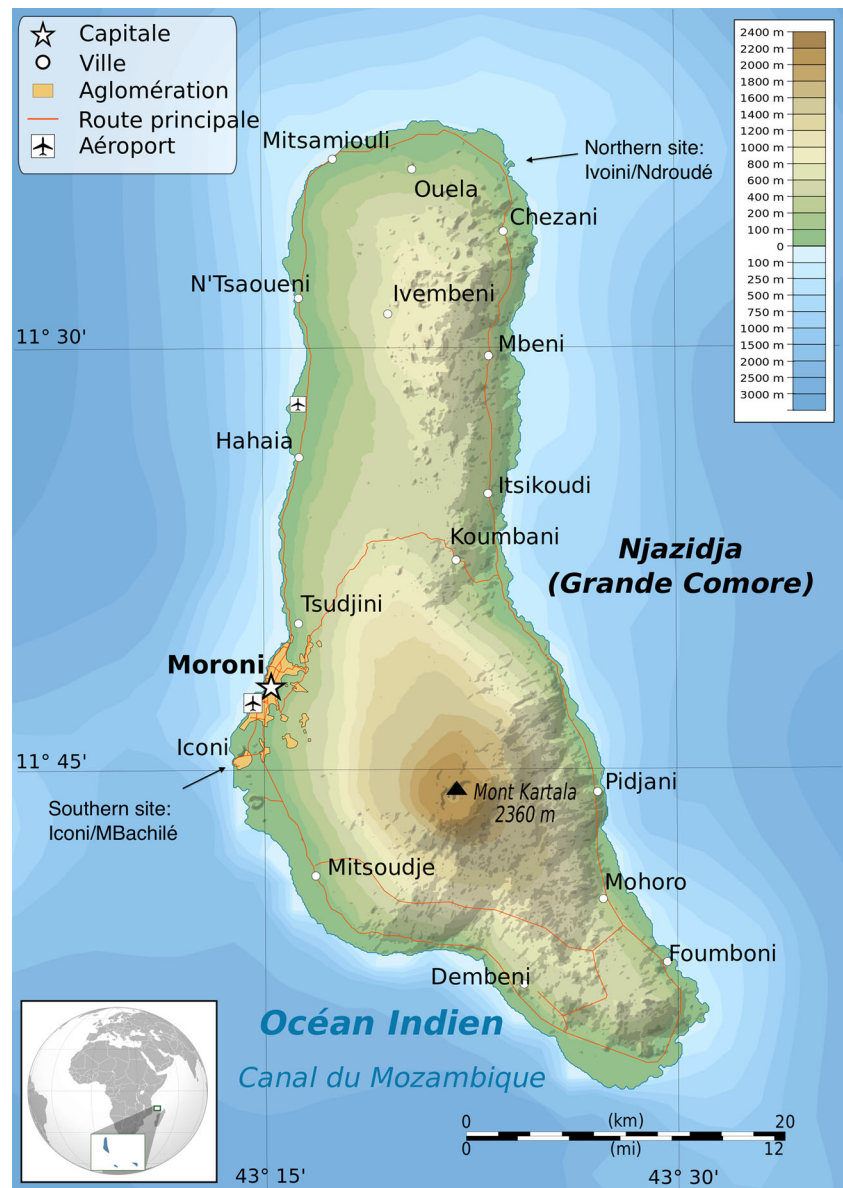 Capitale
Ville
Aglomération
Route principale
Aéroport
2400 m
2200 m
2000 m
1800 m
1600 m
1400 m
1200 m
1000 m
800 m
600 m
400 m
200 m
100 m
0
100 m
250 m
500 m
750 m
1000 m
1500 m
2000 m
2500 m
3000 m
Mitsamiouli
Northern site:
Ivoini/Ndroudé
Ouela
Chezani
N'Tsaoueni
Ivembeni
11° 30'
Mbeni
Hahaia
Itsikoudi
Koumbani
Njazidja
(Grande Comore)
Tsudjini
Moroni
Iconi
11° 45'
Southern site:
Iconi/MBachilé
Mont Kartala
2360 m
Pidjani
Mitsoudje
Mohoro
Foumboni
Dembeni
Océan Indien
Canal du Mozambique
0 (km) 20
0 (mi) 12
43° 15'
43° 30'